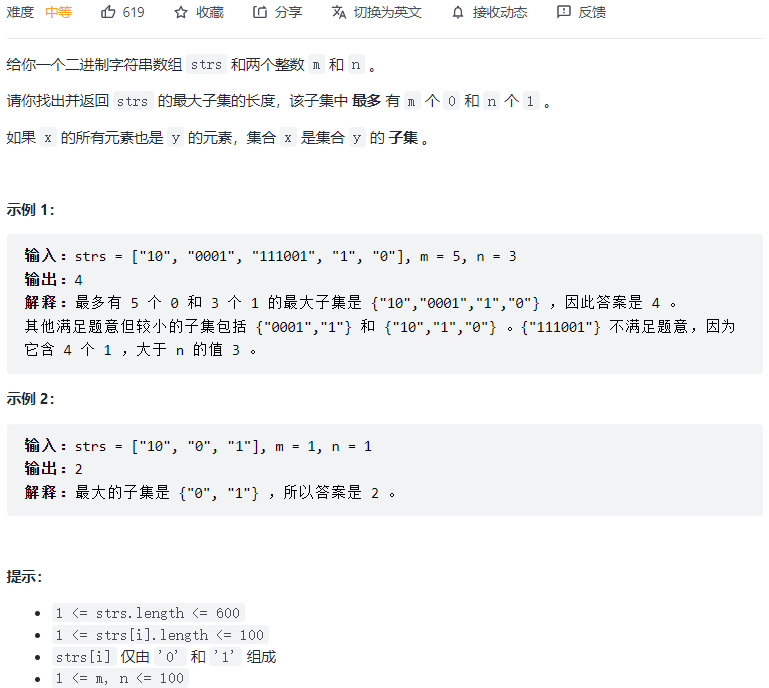 难度 中等 619 收藏 分享 切换为英文 接收动态 反馈
给你一个二进制字符串数组 strs 和两个整数 m 和 n 。
请你找出并返回 strs 的最大子集的长度，该子集中 最多 有 m 个 0 和 n 个 1 。
如果 x 的所有元素也是 y 的元素，集合 x 是集合 y 的 子集 。
示例 1：
输入：strs = ["10", "0001", "111001", "1", "0"], m = 5, n = 3
输出：4
解释：最多有 5 个 0 和 3 个 1 的最大子集是 {"10","0001","1","0"} ，因此答案是 4 。
其他满足题意但较小的子集包括 {"0001","1"} 和 {"10","1","0"} 。{"111001"} 不满足题意，因为
它含 4 个 1 ，大于 n 的值 3 。
示例 2：
输入：strs = ["10", "0", "1"], m = 1, n = 1
输出：2
解释：最大的子集是 {"0", "1"} ，所以答案是 2 。
提示：
1 <= strs.length <= 600
1 <= strs[i].length <= 100
strs[i] 仅由 '0' 和 '1' 组成
1 <= m, n <= 100